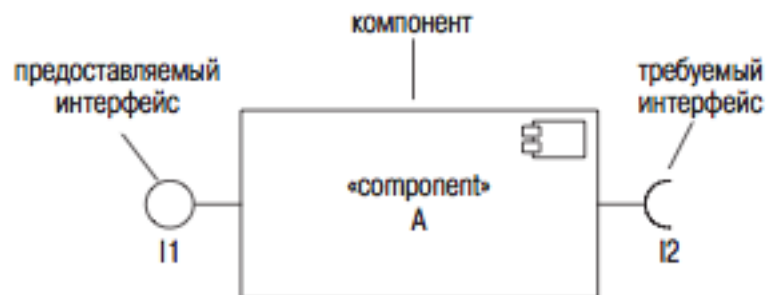 компонент
предоставляемый
интерфейс
требуемый
интерфейс
«component»
A
I1
I2